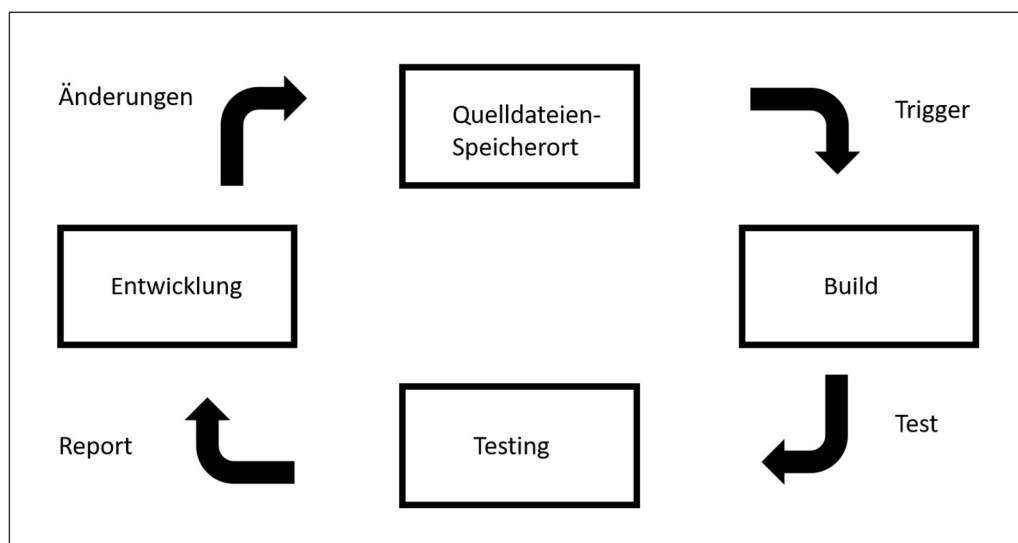 Änderungen
Quelldateien-
Speicherort
Trigger
Entwicklung
Build
Report
Testing
Test